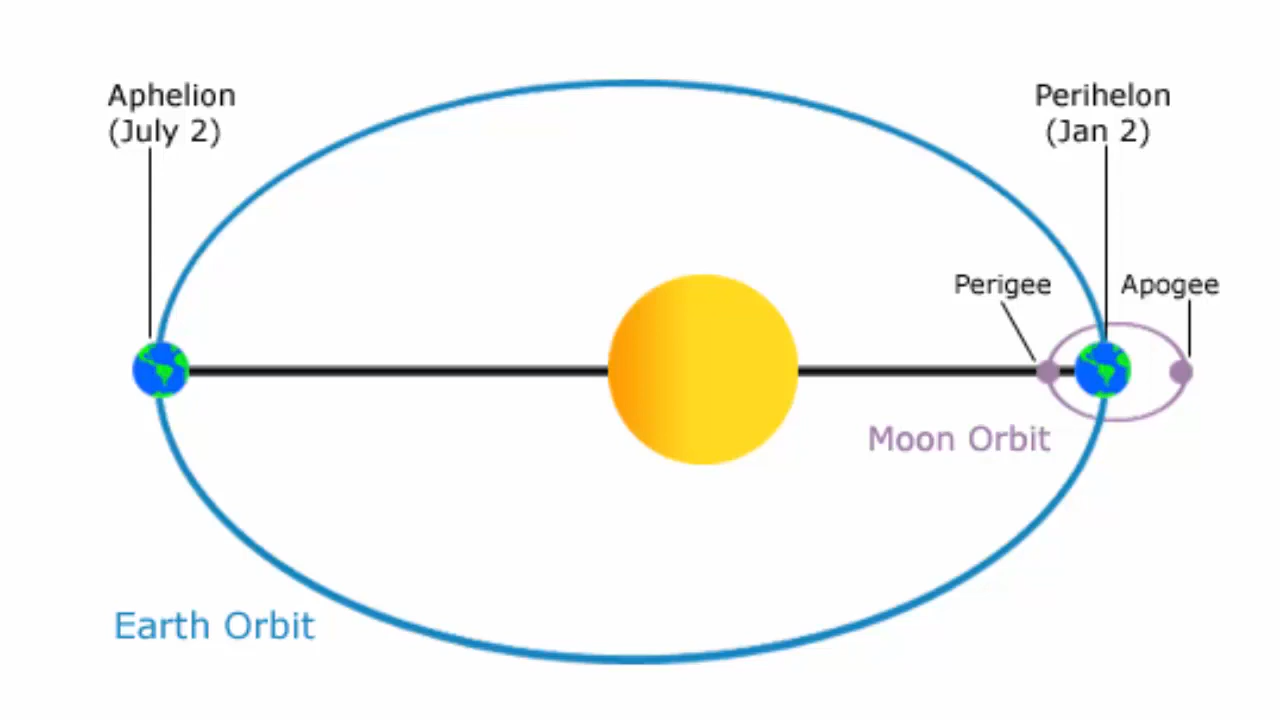 Aphelion
(July 2)
Perihelon
(Jan 2)
Perigee
Apogee
Moon Orbit
Earth Orbit